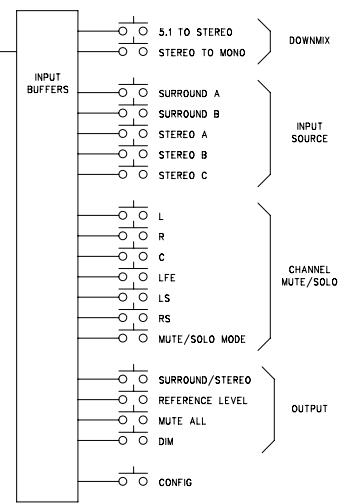 5.1 TO STEREO
STEREO TO MONO
DOWNMIX
INPUT
BUFFERS
SURROUND A
SURROUND B
STEREO A
STEREO B
STEREO C
INPUT
SOURCE
L
R
C
LFE
LS
RS
MUTE/SOLO MODE
CHANNEL
MUTE/SOLO
SURROUND/STEREO
REFERENCE LEVEL
MUTE ALL
DIM
OUTPUT
CONFIG